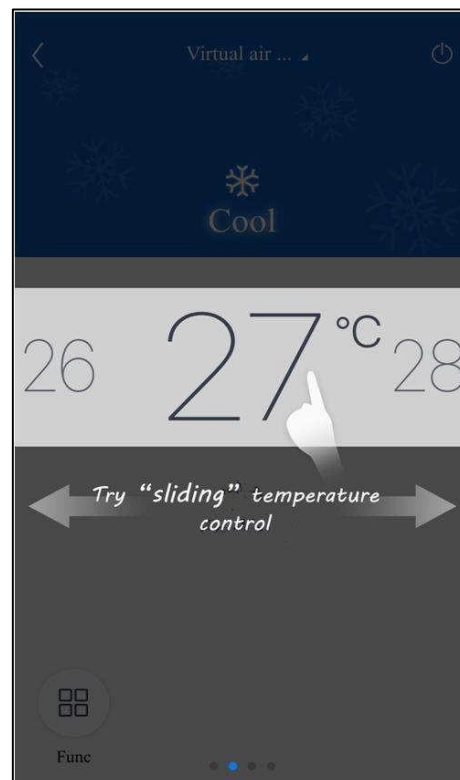 Virtual air ...
Cool
26 27 °C 28
Try “sliding” temperature
control
Func